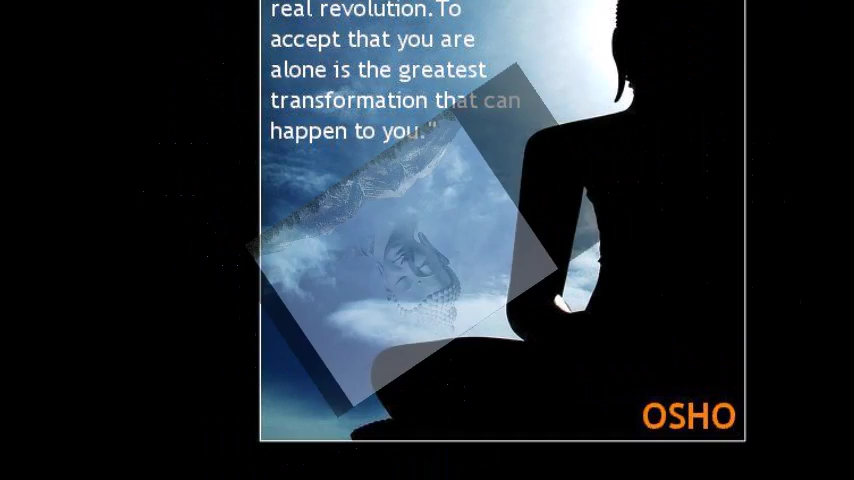 real revolution.To
accept that you are
alone is the greatest
transformation that can
happen to you."
OSHO